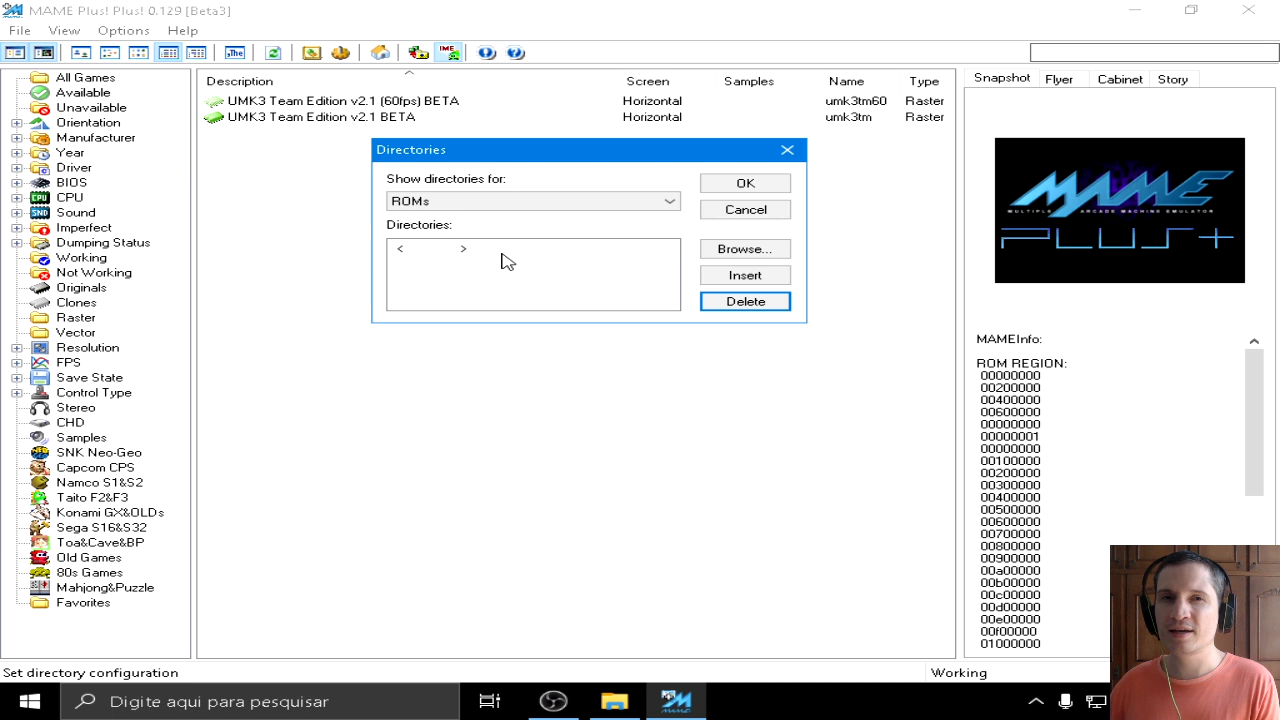 MAME Plus! Plus! 0.129 [Beta3]
File View Options Help
All Games
Available
Unavailable
Orientation
Manufacturer
Year
Driver
BIOS
CPU
Sound
Imperfect
Dumping Status
Working
Not Working
Originals
Clones
Raster
Vector
Resolution
FPS
Save State
Control Type
Stereo
CHD
Samples
SNK Neo-Geo
Capcom CPS
Namco S1&S2
Taito F2&F3
Konami GX&OLDs
Sega S16&S32
Toa&Cave&BP
Old Games
80s Games
Mahjong&Puzzle
Favorites
Description Screen Samples Name Type
UMK3 Team Edition v2.1 (60fps) BETA Horizontal umk3tm60 Raster
UMK3 Team Edition v2.1 BETA Horizontal umk3tm Raster
Directories
Show directories for:
ROMs
Directories:
< >
OK
Cancel
Browse...
Insert
Delete
Snapshot Flyer Cabinet Story
MAME
MULTIPLE ARCADE MACHINE EMULATOR
PLUS+
MAMEInfo:
ROM REGION:
00000000
00200000
00400000
00600000
00000000
00000001
00000000
00100000
00200000
00300000
00400000
00500000
00600000
00700000
00800000
00900000
00a00000
00b00000
00c00000
00d00000
00e00000
00f00000
01000000
Set directory configuration
Working
Digite aqui para pesquisar